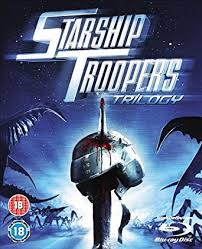 STARSHIP
TROOPERS
TRILOGY
18
18
Blu-ray Disc